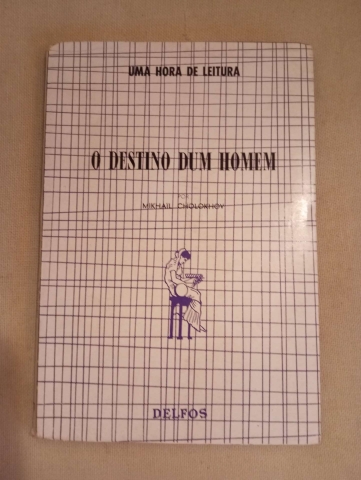 UMA HORA DE LEITURA
O DESTINO DUM HOMEM
POR
MIKHAIL CHOLOKHOV
DELFOS